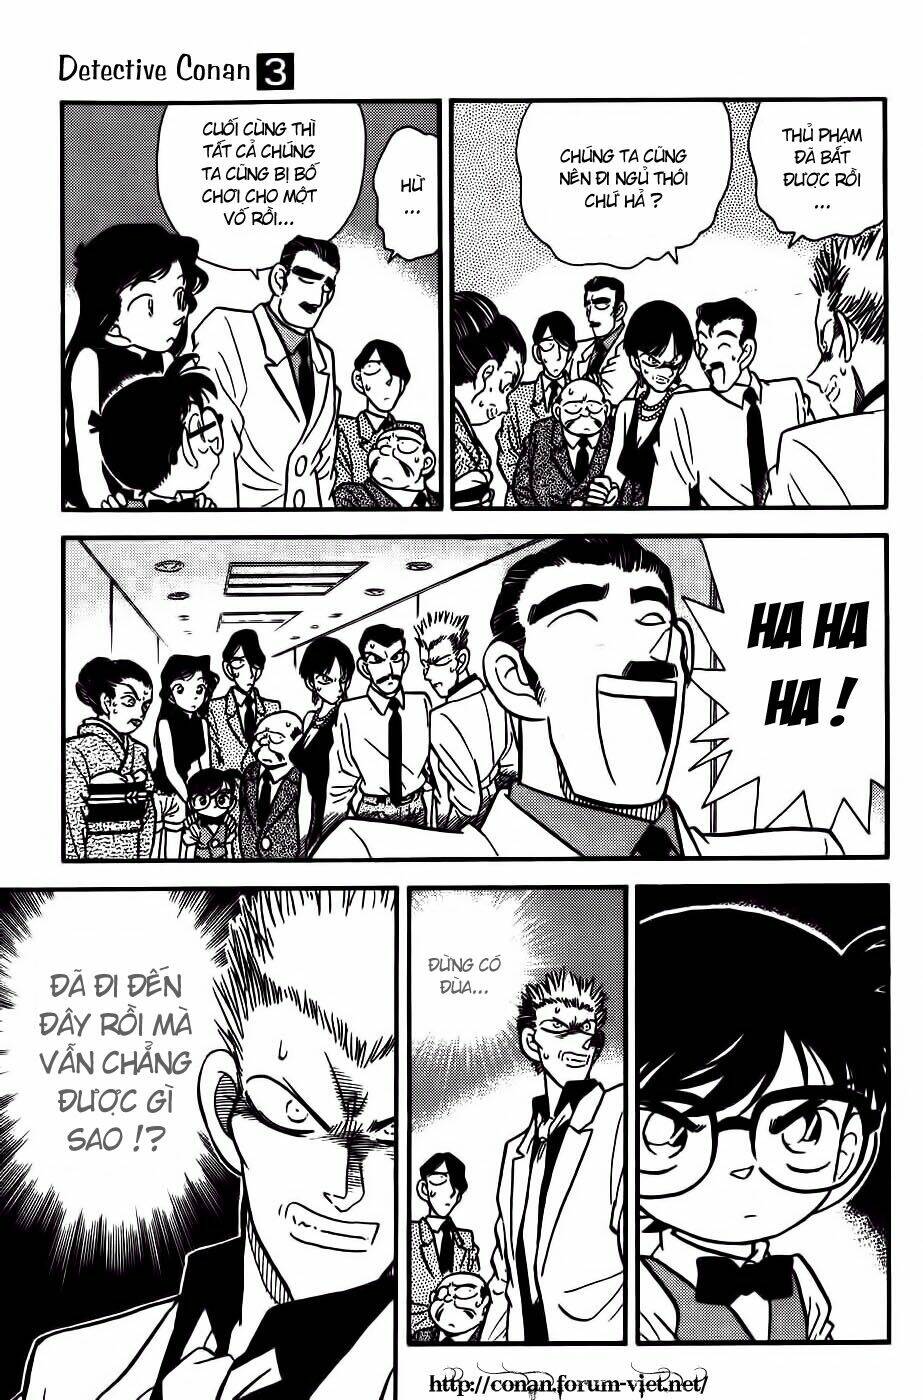 Detective Conan 3
CUỐI CÙNG THÌ
TẤT CẢ CHÚNG
TA CŨNG BỊ BỐ
CHƠI CHO MỘT
VỐ RỒI...
HỪ
...
CHÚNG TA CŨNG
NÊN ĐI NGỦ THÔI
CHỨ HẢ ?
THỦ PHẠM
ĐÃ BẮT
ĐƯỢC RỒI
...
HA HA
HA !
ĐÃ ĐI ĐẾN
ĐÂY RỒI MÀ
VẪN CHẲNG
ĐƯỢC GÌ
SAO !?
ĐỪNG CÓ
ĐÙA...
http://conan.forum-viet.net/